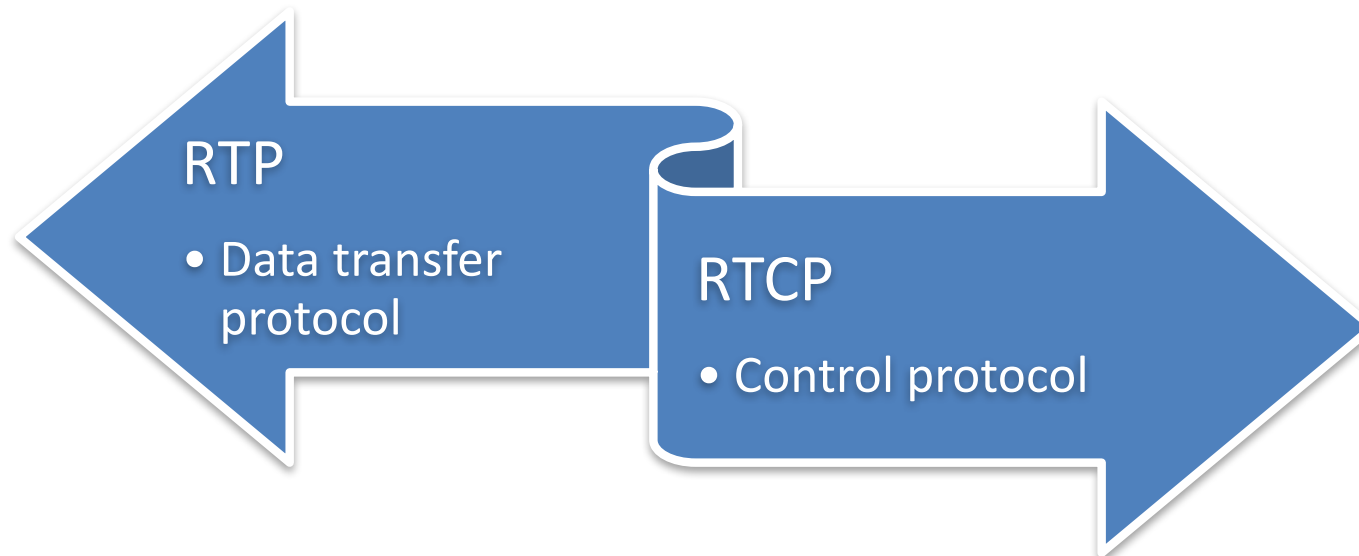 RTP
• Data transfer
protocol
RTCP
• Control protocol